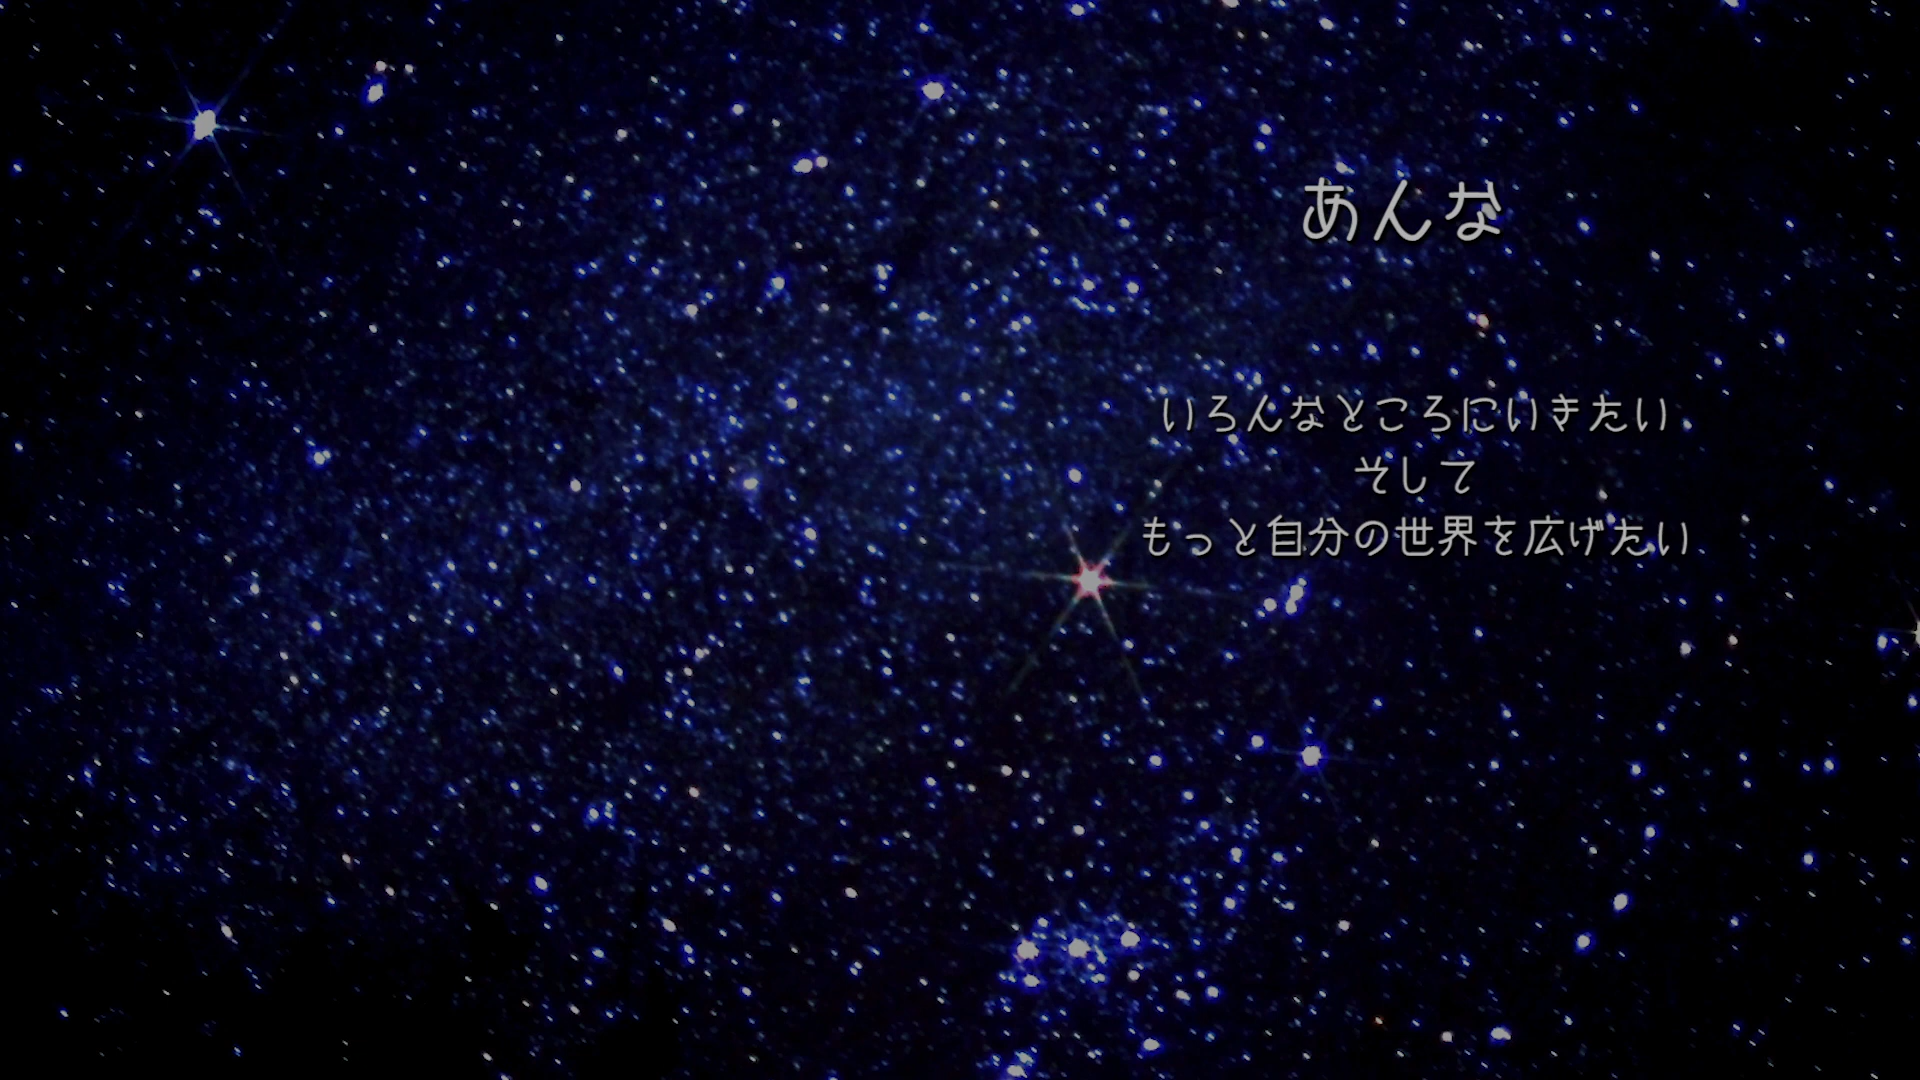 あんな
いろんなところにいきたい
そして
もっと自分の世界を広げたい